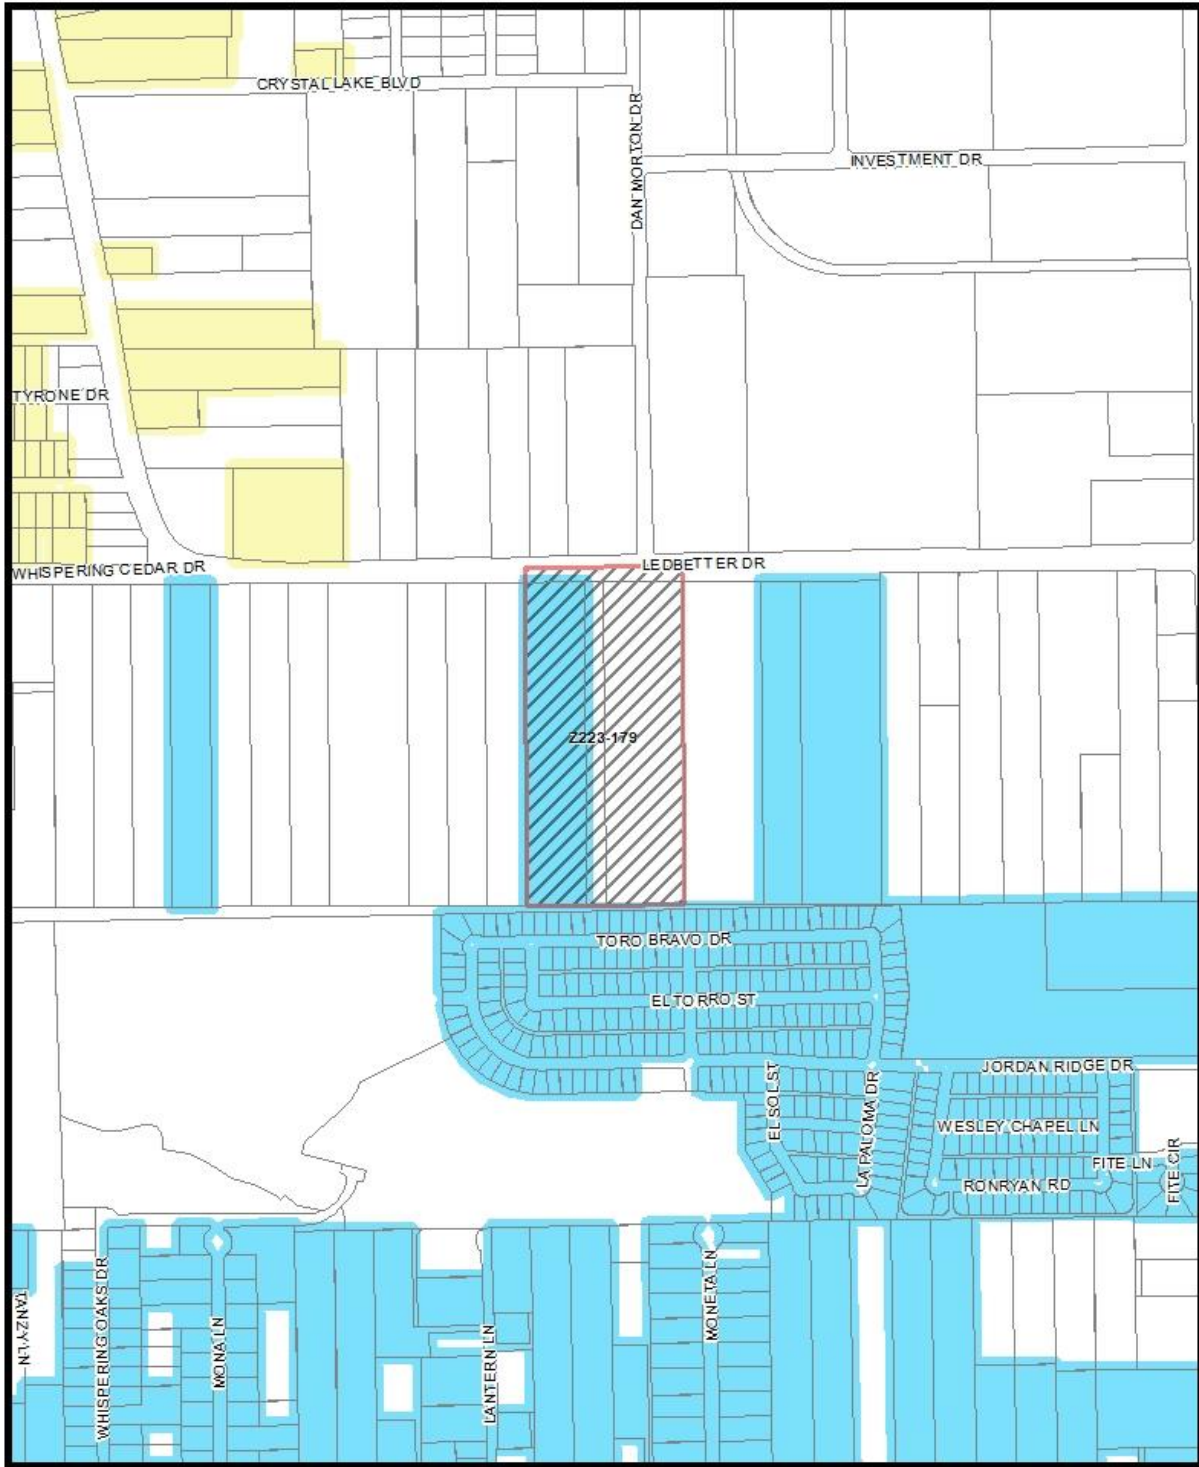 CRYSTAL LAKE BLVD
DAN MORTON DR
INVESTMENT DR
TYRONE DR
WHISPERING CEDAR DR
LEDBETTER DR
Z223-179
TORO BRAVO DR
EL TORRO ST
JORDAN RIDGE DR
EL SOL ST
LA PALOMA DR
WESLEY CHAPEL LN
FITE LN
FITE CIR
RONRYAN RD
TANZY LN
WHISPERING OAKS DR
MONA LN
LANTERN LN
MONETA LN